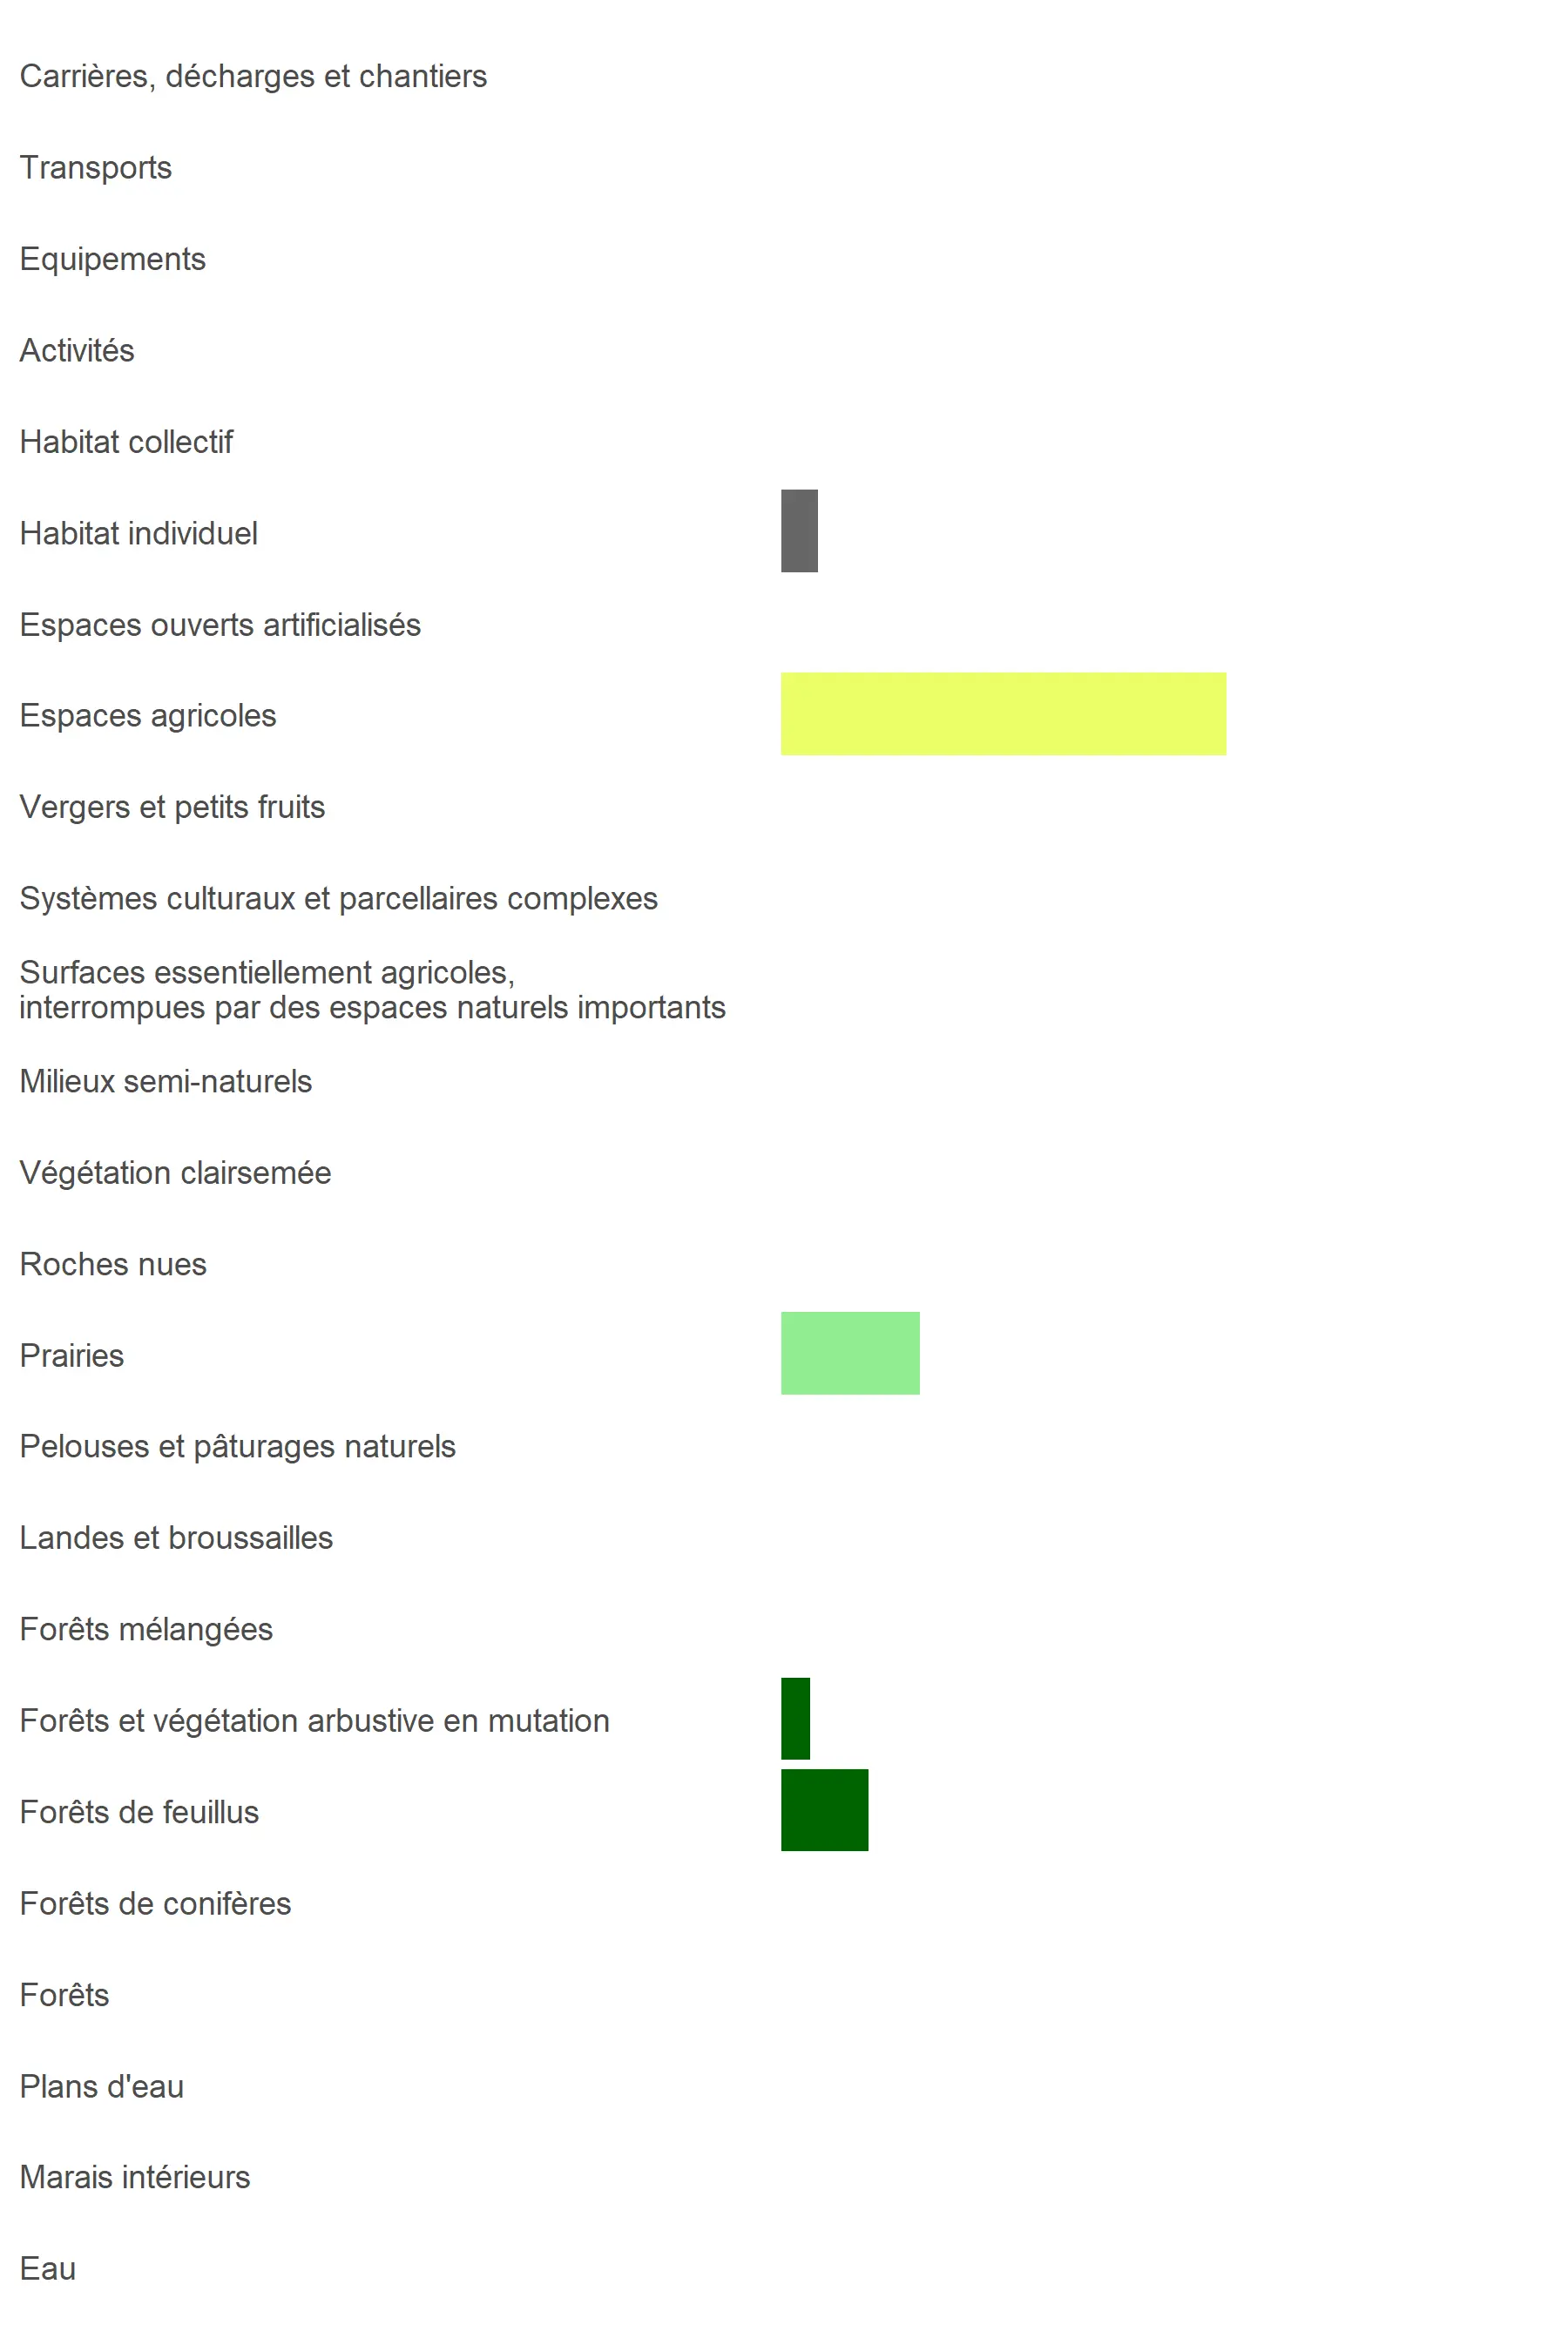 Carrières, décharges et chantiers
Transports
Equipements
Activités
Habitat collectif
Habitat individuel
Espaces ouverts artificialisés
Espaces agricoles
Vergers et petits fruits
Systèmes culturaux et parcellaires complexes
Surfaces essentiellement agricoles,
interrompues par des espaces naturels importants
Milieux semi-naturels
Végétation clairsemée
Roches nues
Prairies
Pelouses et pâturages naturels
Landes et broussailles
Forêts mélangées
Forêts et végétation arbustive en mutation
Forêts de feuillus
Forêts de conifères
Forêts
Plans d'eau
Marais intérieurs
Eau